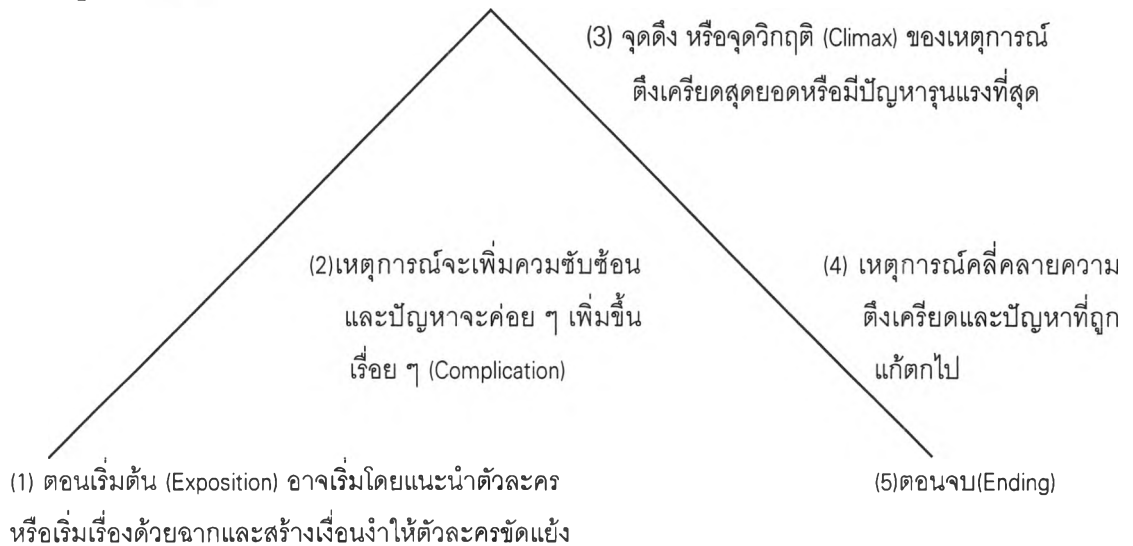 (3) จุดดึง หรือจุดวิกฤติ (Climax) ของเหตุการณ์
ตึงเครียดสุดยอดหรือมีปัญหารุนแรงที่สุด
(2)เหตุการณ์จะเพิ่มควมซับซ้อน
และปัญหาจะค่อย ๆ เพิ่มขึ้น
เรื่อย ๆ (Complication)
(4) เหตุการณ์คลี่คลายความ
ตึงเครียดและปัญหาที่ถูก
แก้ตกไป
(1) ตอนเริ่มต้น (Exposition) อาจเริ่มโดยแนะนำตัวละคร
หรือเริ่มเรื่องด้วยฉากและสร้างเงื่อนงำให้ตัวละครขัดแย้ง
(5)ตอนจบ(Ending)